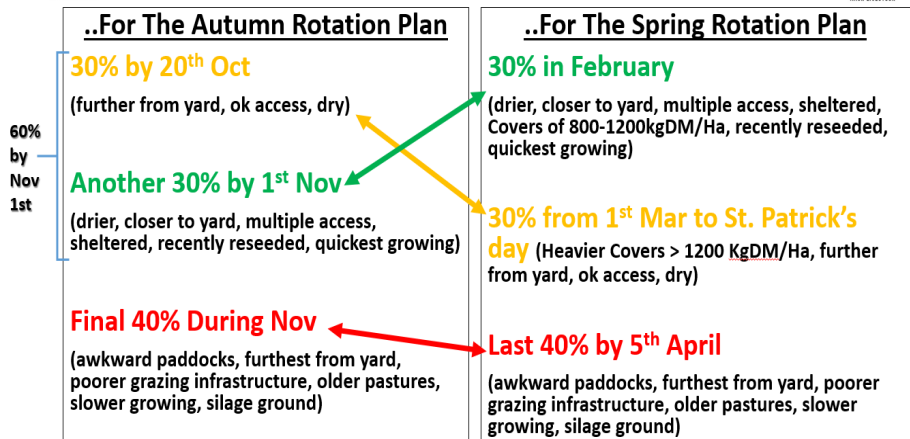 ..For The Autumn Rotation Plan
30% by 20th Oct
(further from yard, ok access, dry)
60%
by
Nov
1st
Another 30% by 1st Nov
(drier, closer to yard, multiple access,
sheltered, recently reseeded, quickest growing)
Final 40% During Nov
(awkward paddocks, furthest from yard,
poorer grazing infrastructure, older pastures,
slower growing, silage ground)
..For The Spring Rotation Plan
30% in February
(drier, closer to yard, multiple access, sheltered,
Covers of 800-1200kgDM/Ha, recently reseeded,
quickest growing)
30% from 1st Mar to St. Patrick's
day (Heavier Covers > 1200 KgDM/Ha, further
from yard, ok access, dry)
Last 40% by 5th April
(awkward paddocks, furthest from yard, poorer
grazing infrastructure, older pastures, slower
growing, silage ground)